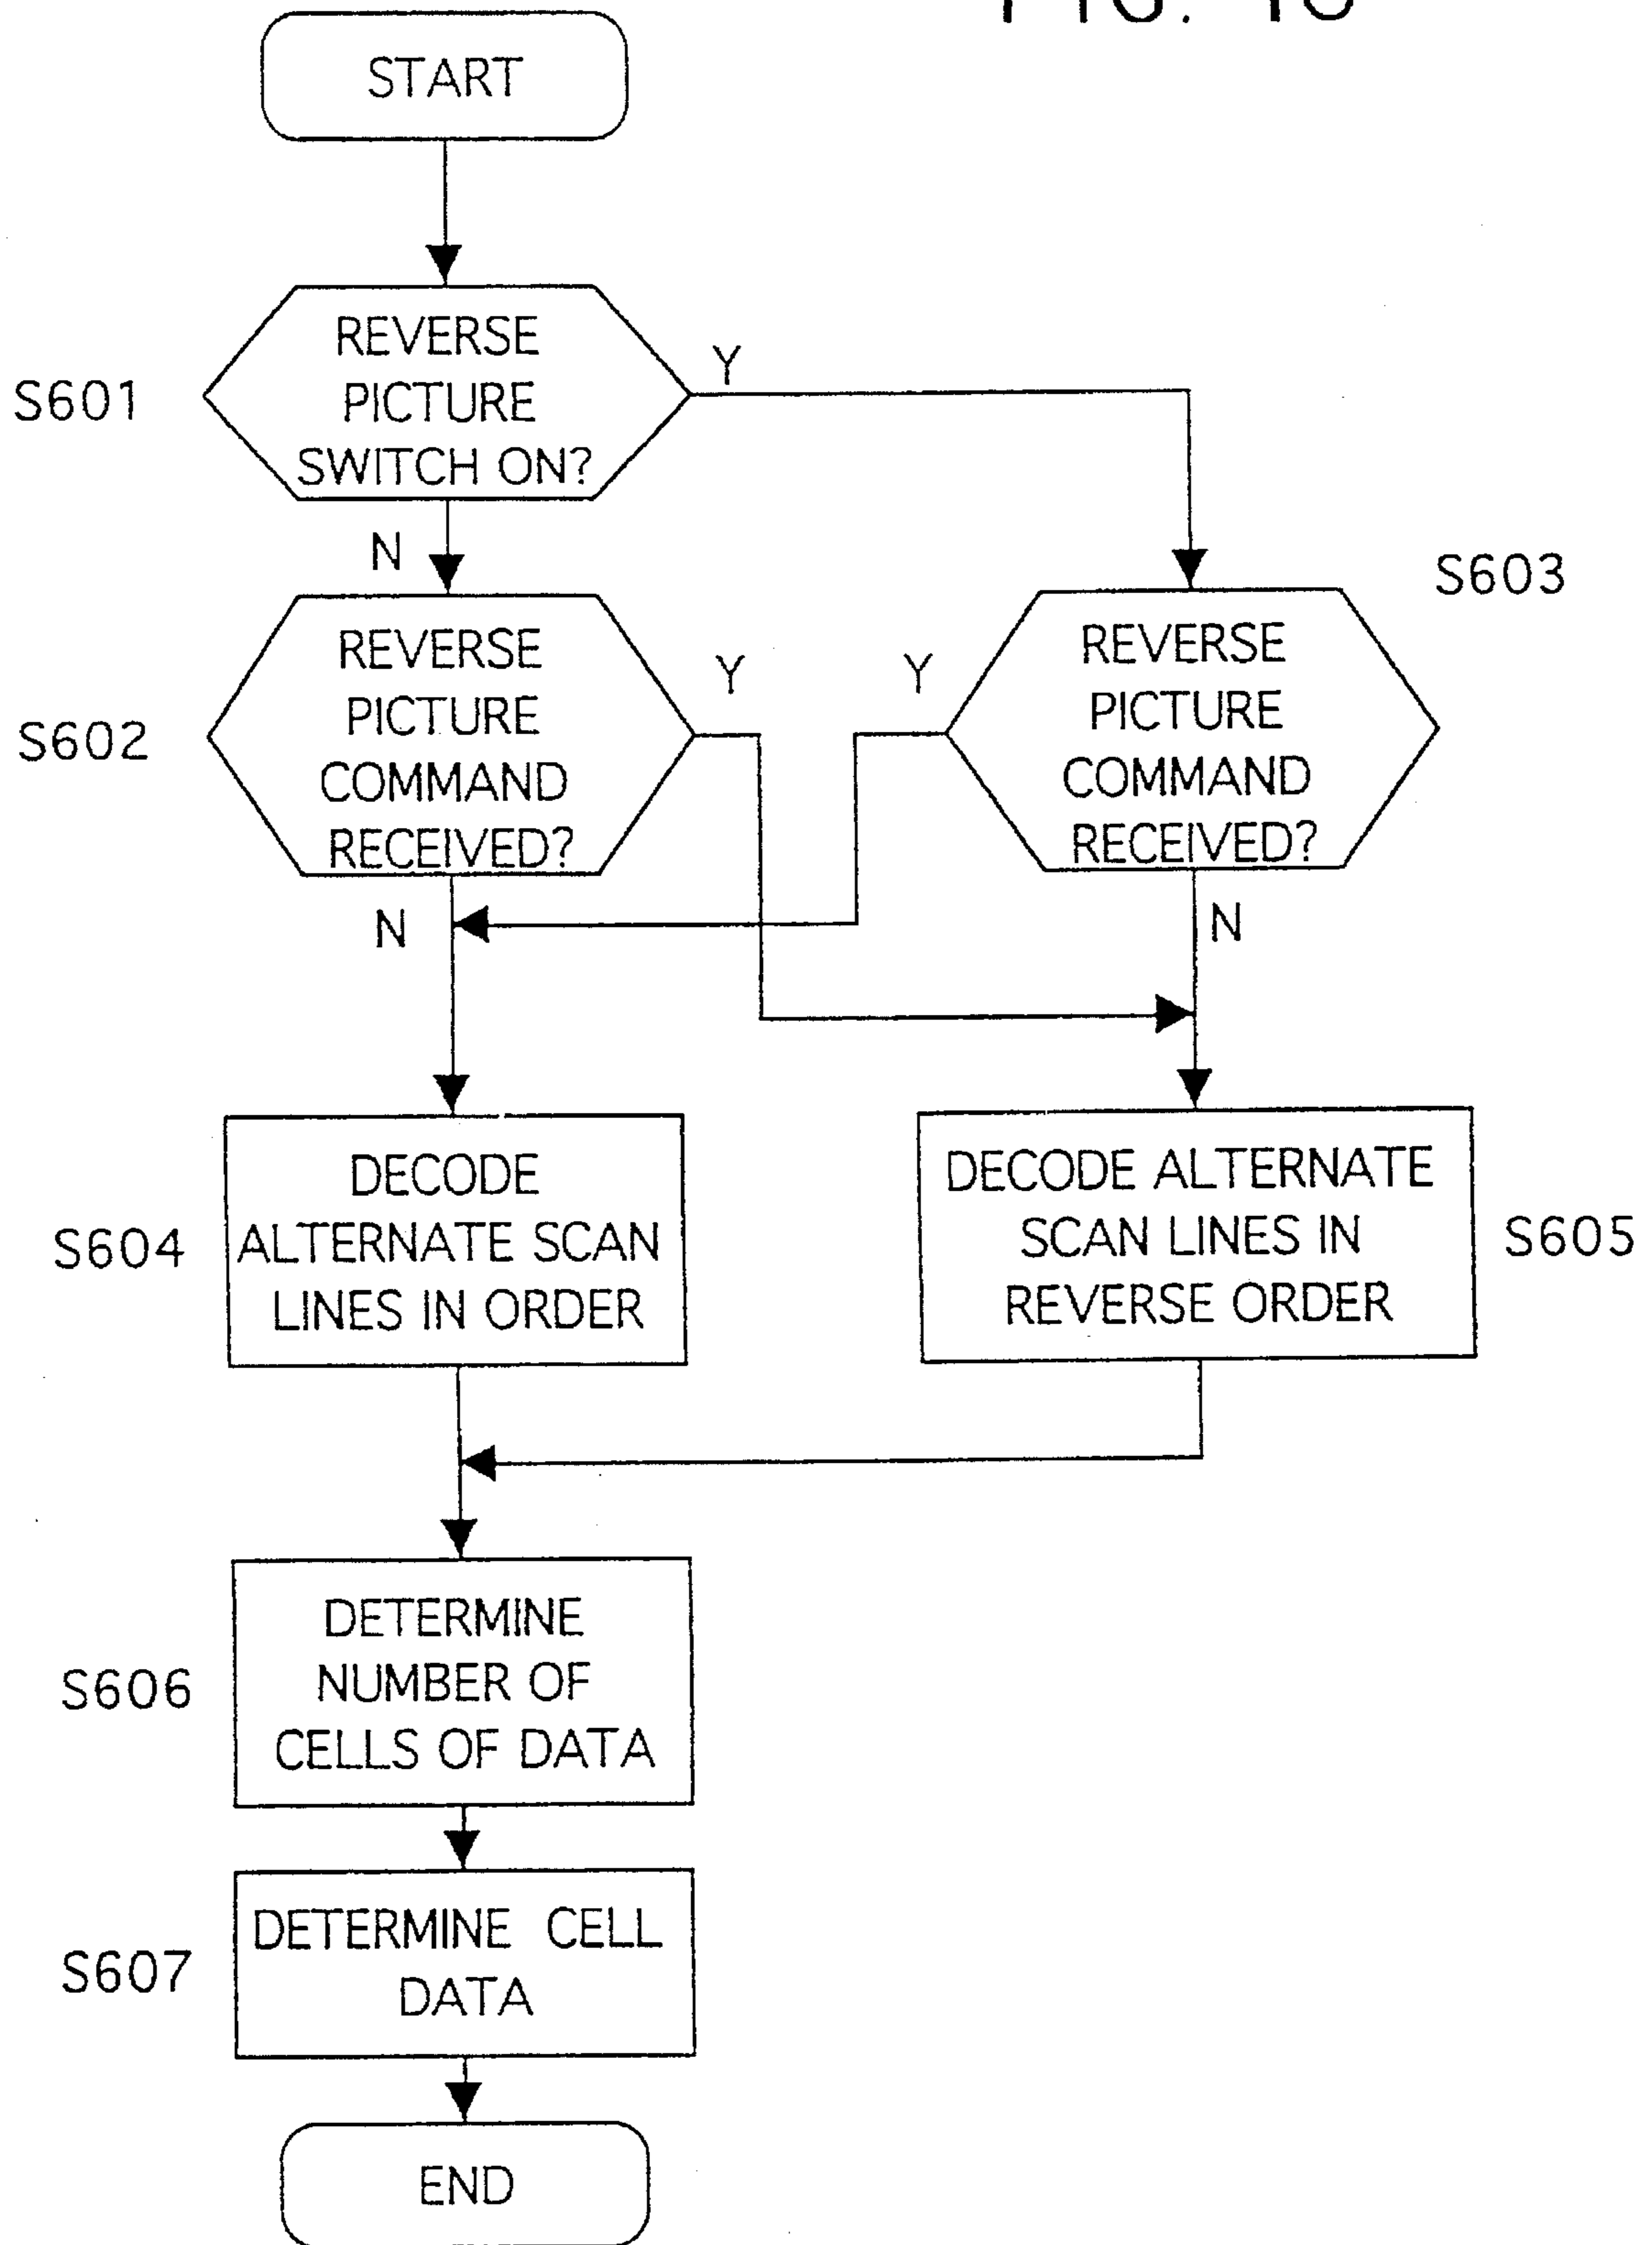 FIG.
START
REVERSE
PICTURE
SWITCH ON?
S601
Y
N
REVERSE
PICTURE
COMMAND
RECEIVED?
S602
Y
N
REVERSE
PICTURE
COMMAND
RECEIVED?
S603
Y
N
DECODE
ALTERNATE SCAN
LINES IN ORDER
S604
DECODE ALTERNATE
SCAN LINES IN
REVERSE ORDER
S605
DETERMINE
NUMBER OF
CELLS OF DATA
S606
DETERMINE CELL
DATA
S607
END